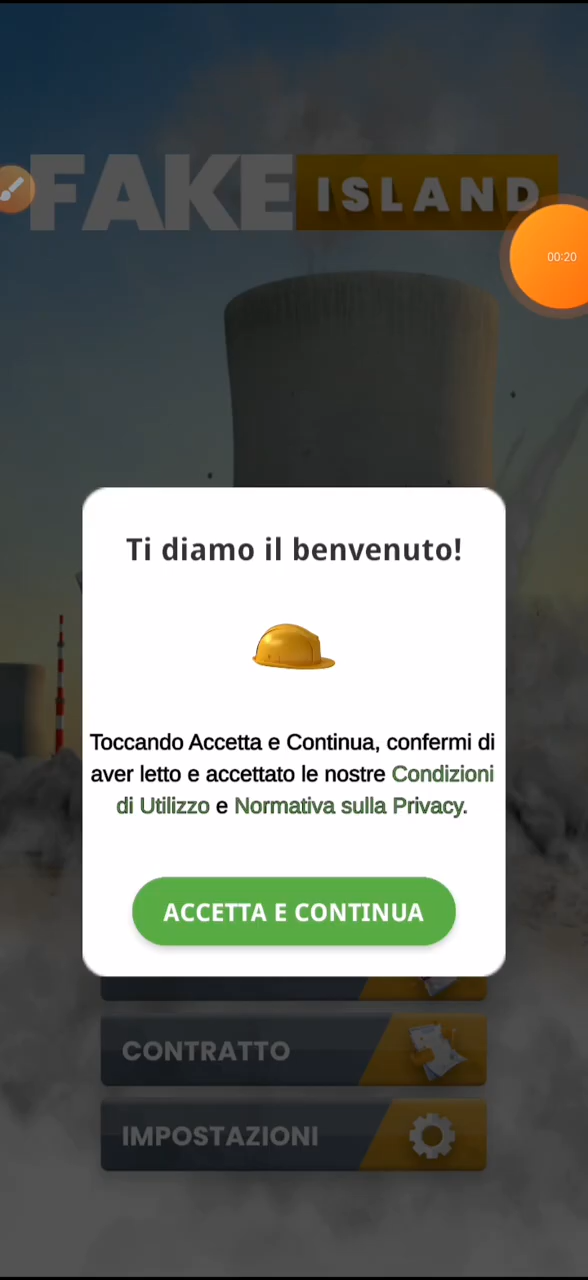 FAKE ISLAND
00:20
Ti diamo il benvenuto!
Toccando Accetta e Continua, confermi di
aver letto e accettato le nostre Condizioni
di Utilizzo e Normativa sulla Privacy.
ACCETTA E CONTINUA
CONTRATTO
IMPOSTAZIONI